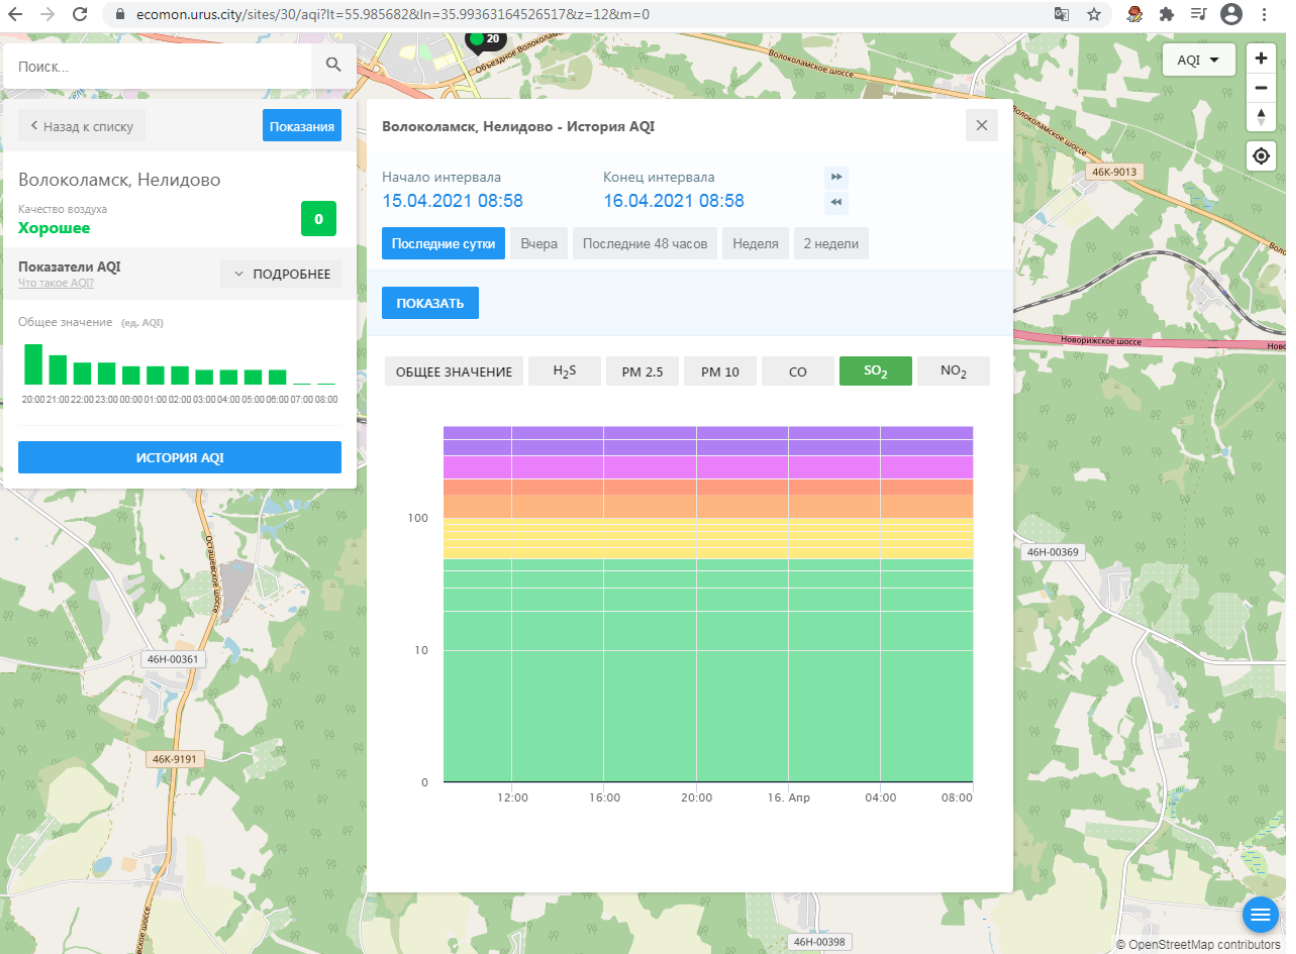 ecomon.urus.city/sites/30/aqi?lt=55.985682&ln=35.99363164526517&z=12&m=0
20
Объездное Волоколамское
Волоколамское шоссе
Поиск...
AQI
Назад к списку
Показания
Волоколамск, Нелидово - История AQI
Волоколамское шоссе
46К-9013
Волоколамск, Нелидово
Начало интервала
Конец интервала
15.04.2021 08:58
16.04.2021 08:58
Качество воздуха
Хорошее
0
Последние сутки
Вчера
Последние 48 часов
Неделя
2 недели
Показатели AQI
Что такое AQI?
ПОДРОБНЕЕ
ПОКАЗАТЬ
Общее значение (ед. AQI)
Новорижское шоссе
20:00 21:00 22:00 23:00 00:00 01:00 02:00 03:00 04:00 05:00 06:00 07:00 08:00
ОБЩЕЕ ЗНАЧЕНИЕ
H2S
PM 2.5
PM 10
CO
SO2
NO2
ИСТОРИЯ AQI
100
Осташевское шоссе
46Н-00369
10
46Н-00361
46К-9191
0
12:00
16:00
20:00
16. Апр
04:00
08:00
46Н-00398
© OpenStreetMap contributors